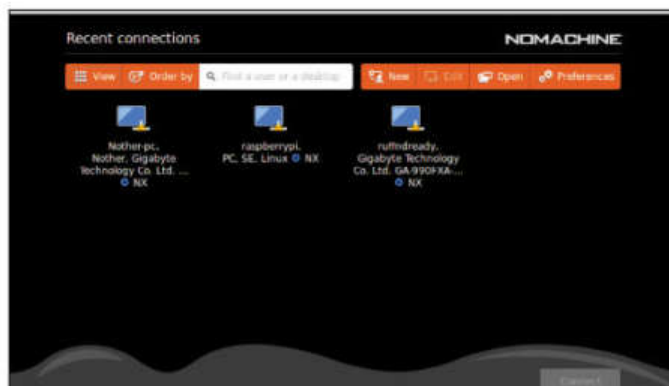 Recent connections
NOMACHINE
View Order by Find a user or a desktop New Edit Open Preferences
Nother-pc,
Nother, Gigabyte
Technology Co. Ltd. ...
NX
raspberrypi,
PC, SE, Linux NX
ruffndready,
Gigabyte Technology
Co. Ltd. GA-990FXA-...
NX
Connect